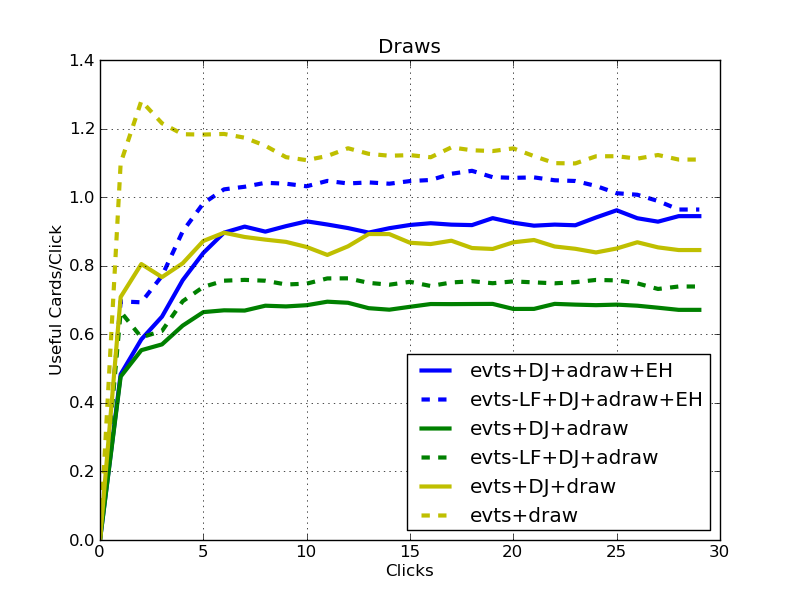 Draws
1.4
1.2
1.0
0.8
0.6
0.4
0.2
0.0
Useful Cards/Click
evts+DJ+adraw+EH
evts-LF+DJ+adraw+EH
evts+DJ+adraw
evts-LF+DJ+adraw
evts+DJ+draw
evts+draw
0 5 10 15 20 25 30
Clicks